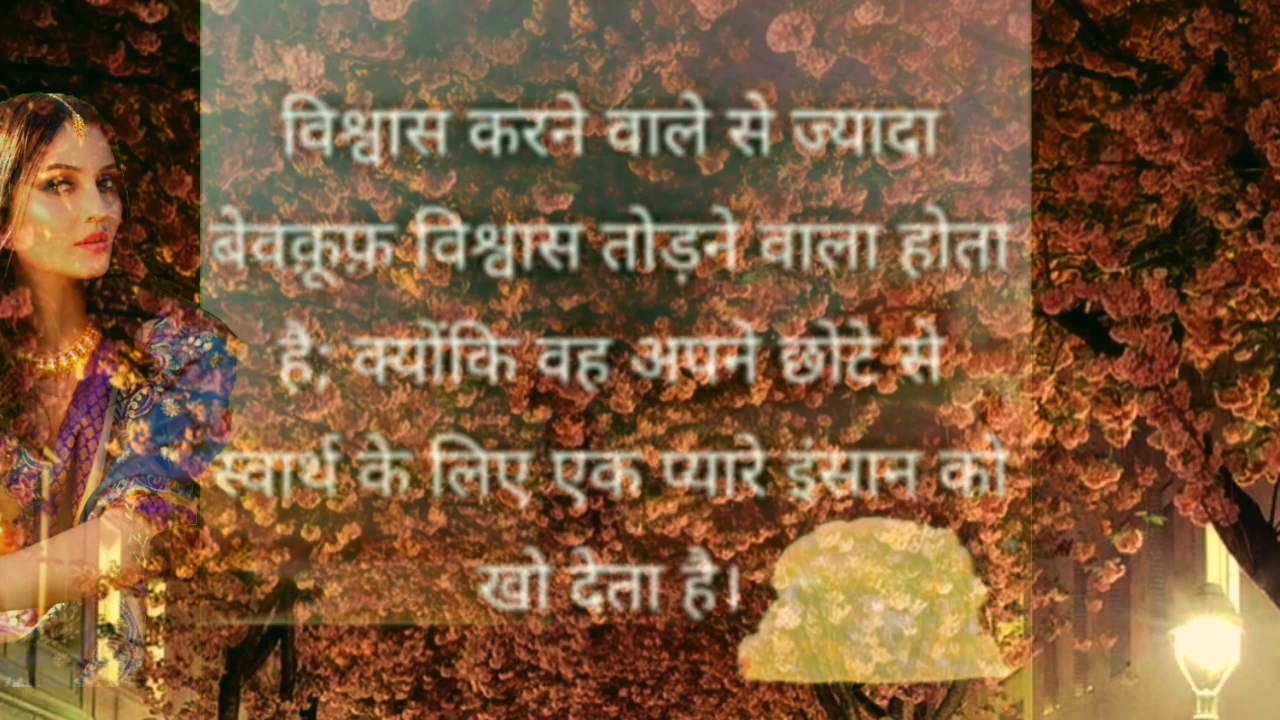 विश्वास करने वाले से ज्यादा
बेवक़ूफ़ विश्वास तोड़ने वाला होता
है; क्योंकि वह अपने छोटे से
स्वार्थ के लिए एक प्यारे इंसान को
खो देता है।